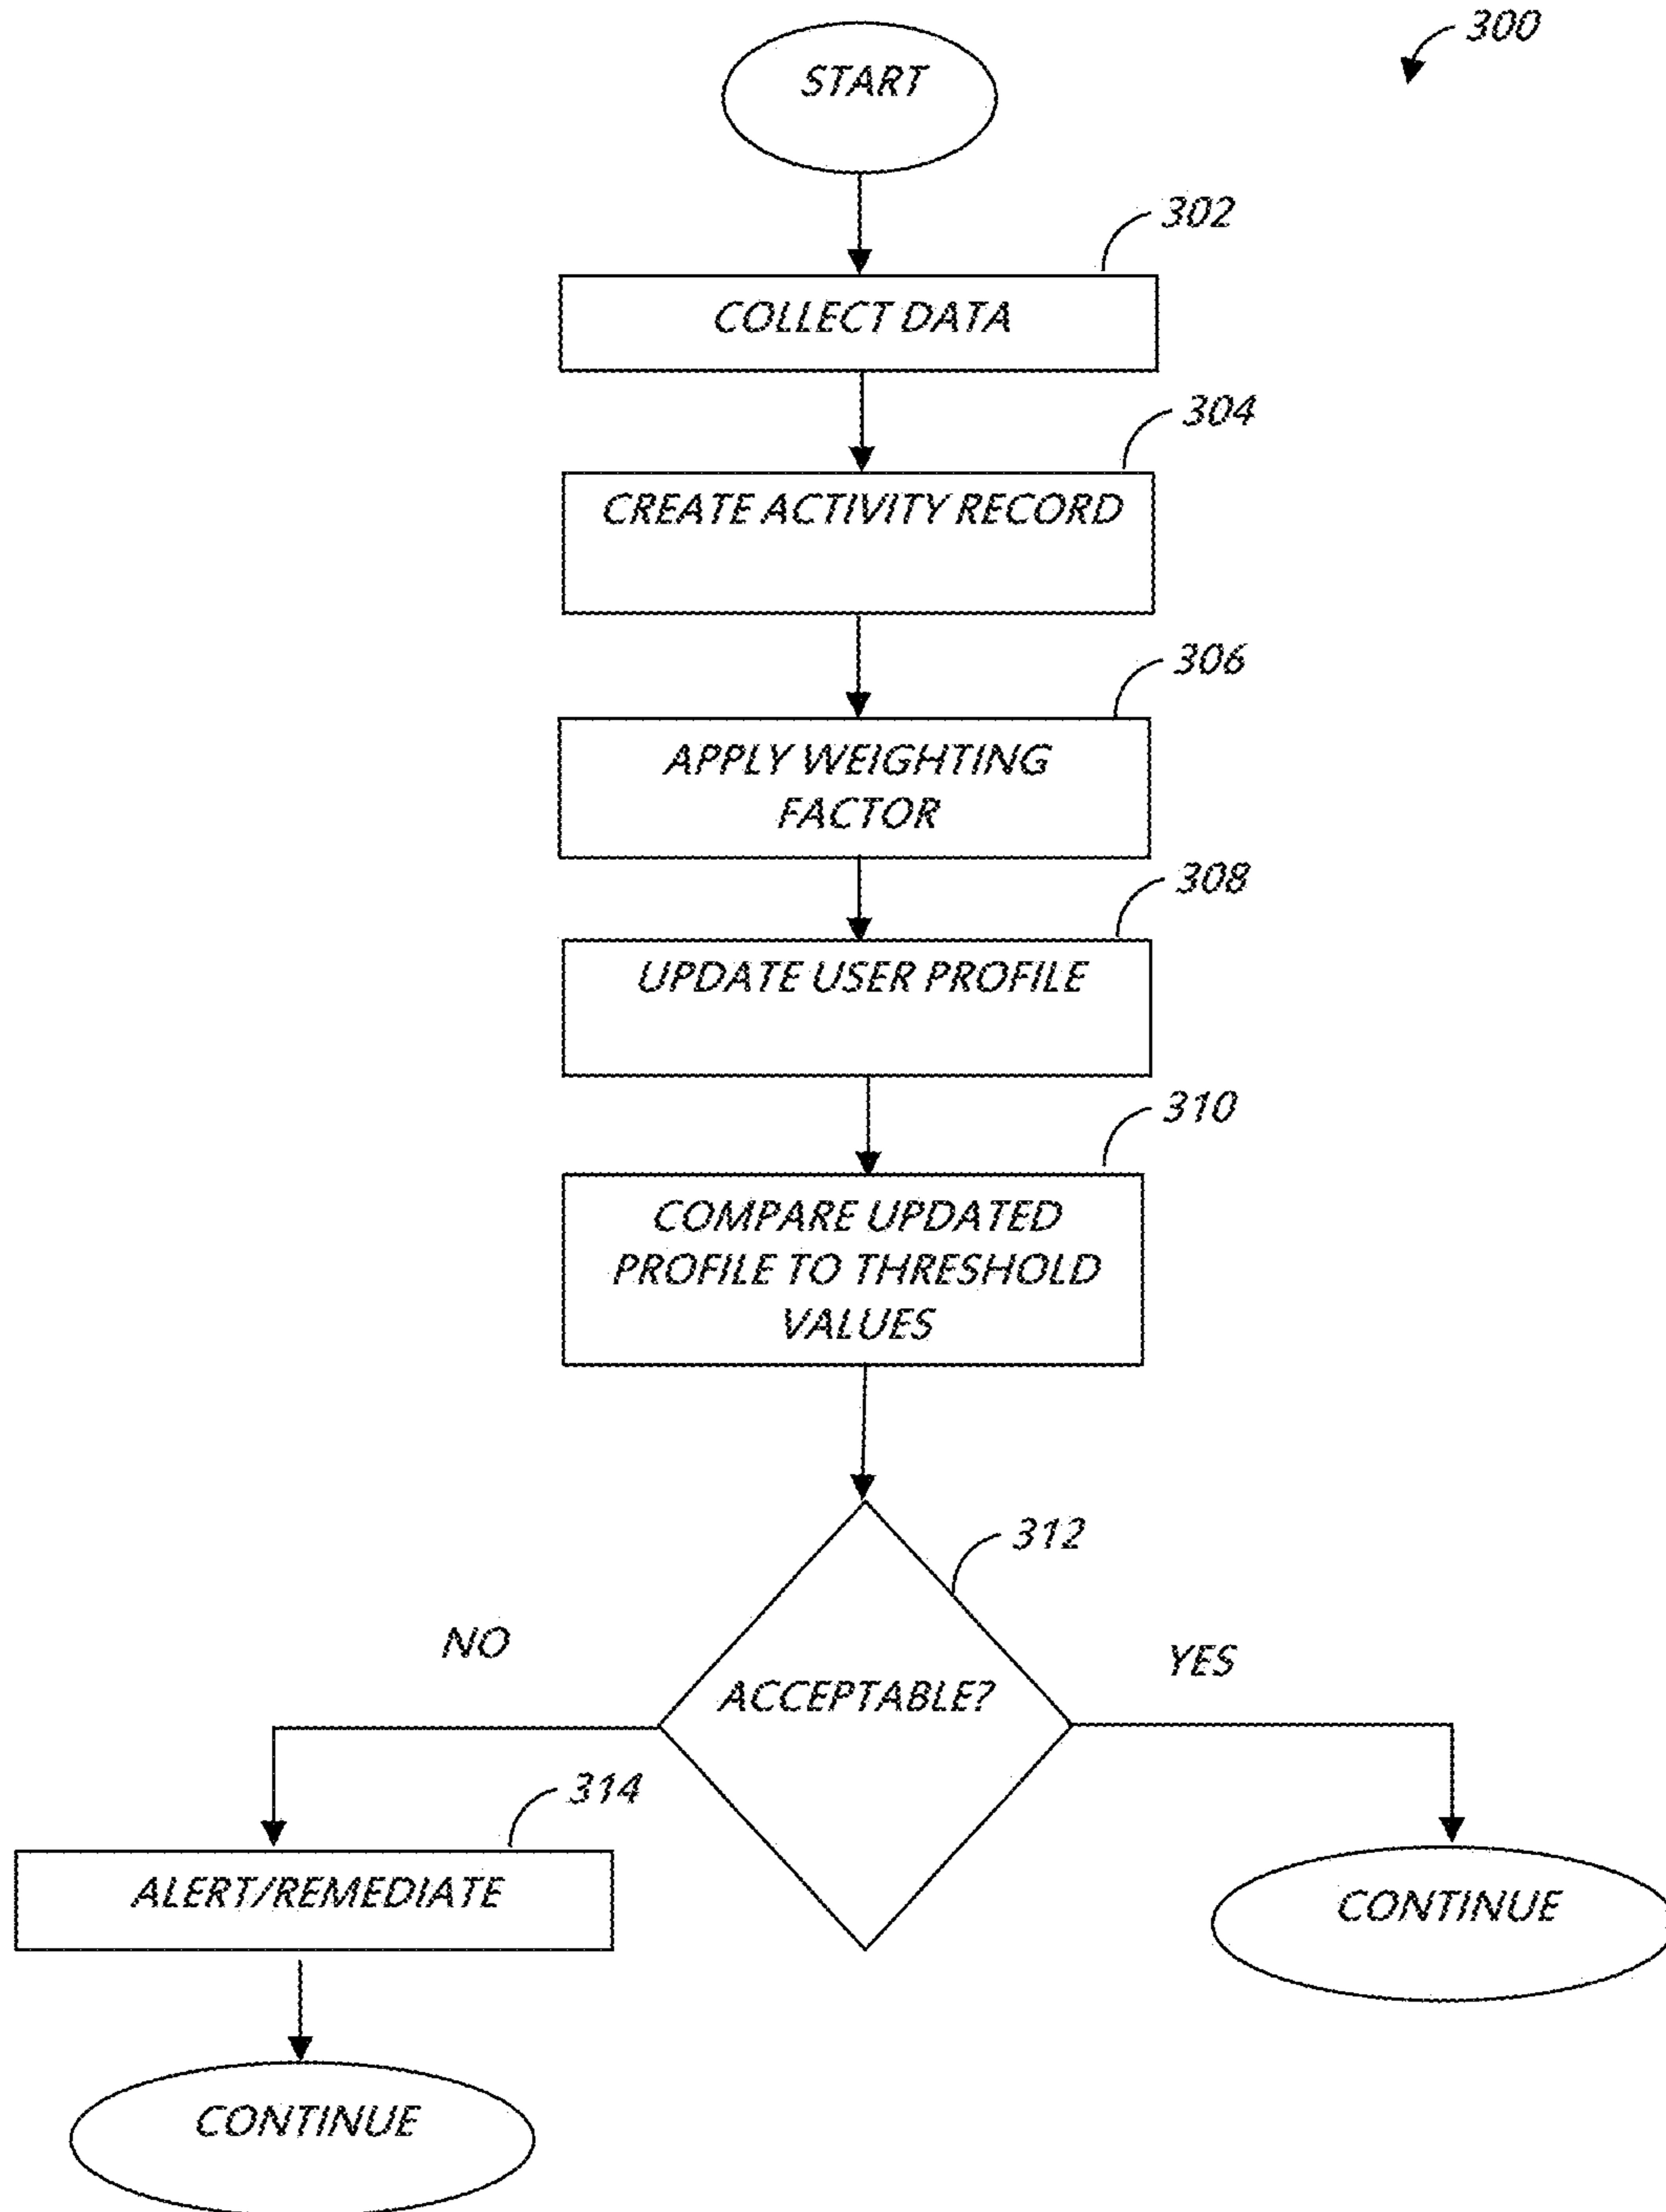 300
START
302
COLLECT DATA
304
CREATE ACTIVITY RECORD
306
APPLY WEIGHTING
FACTOR
308
UPDATE USER PROFILE
310
COMPARE UPDATED
PROFILE TO THRESHOLD
VALUES
312
NO
YES
ACCEPTABLE?
314
ALERT/REMEDIATE
CONTINUE
CONTINUE